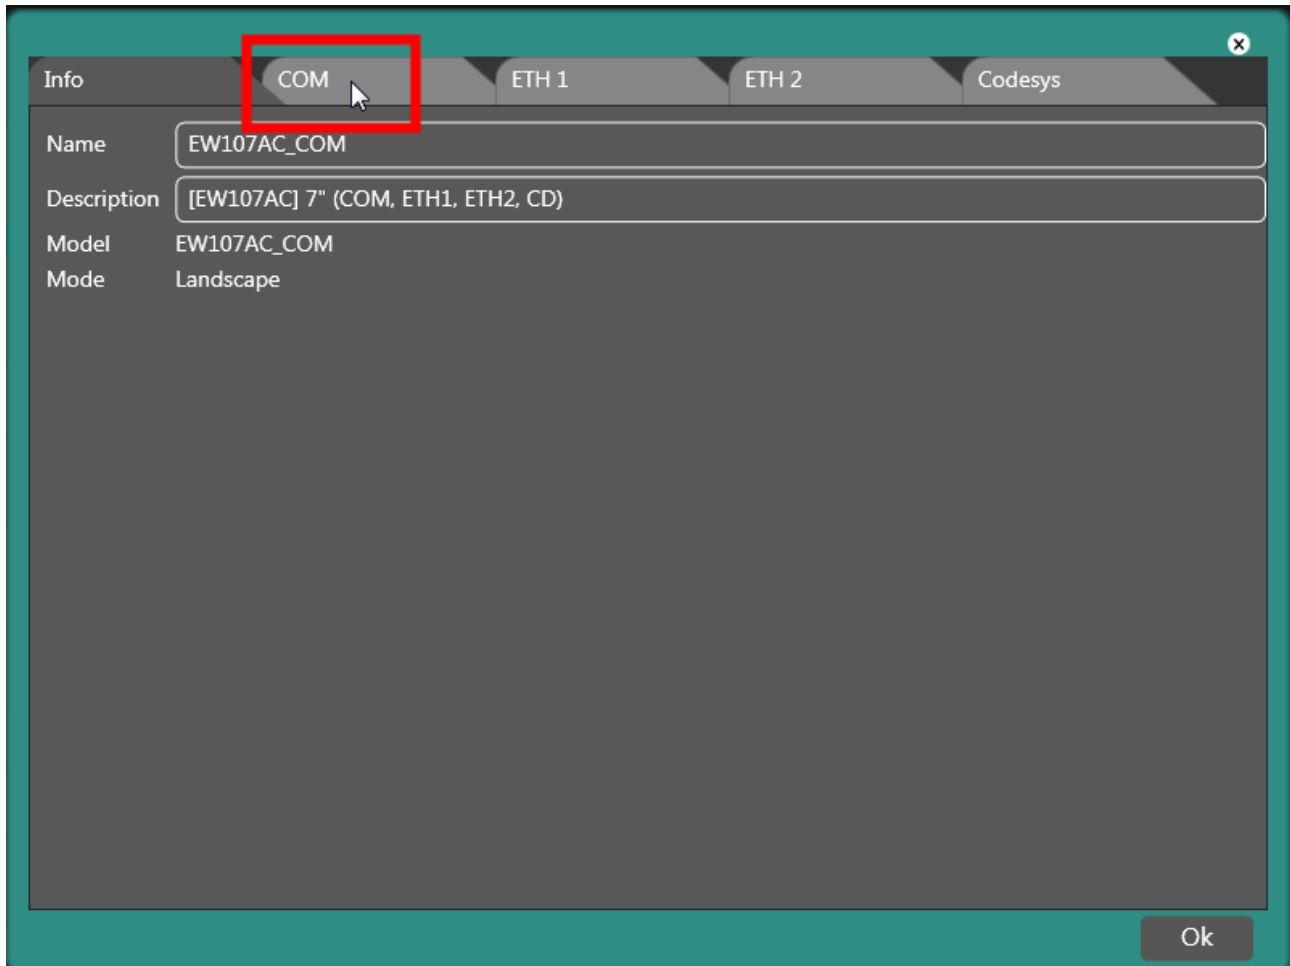 Info COM ETH 1 ETH 2 Codesys
Name EW107AC_COM
Description [EW107AC] 7" (COM, ETH1, ETH2, CD)
Model EW107AC_COM
Mode Landscape
Ok